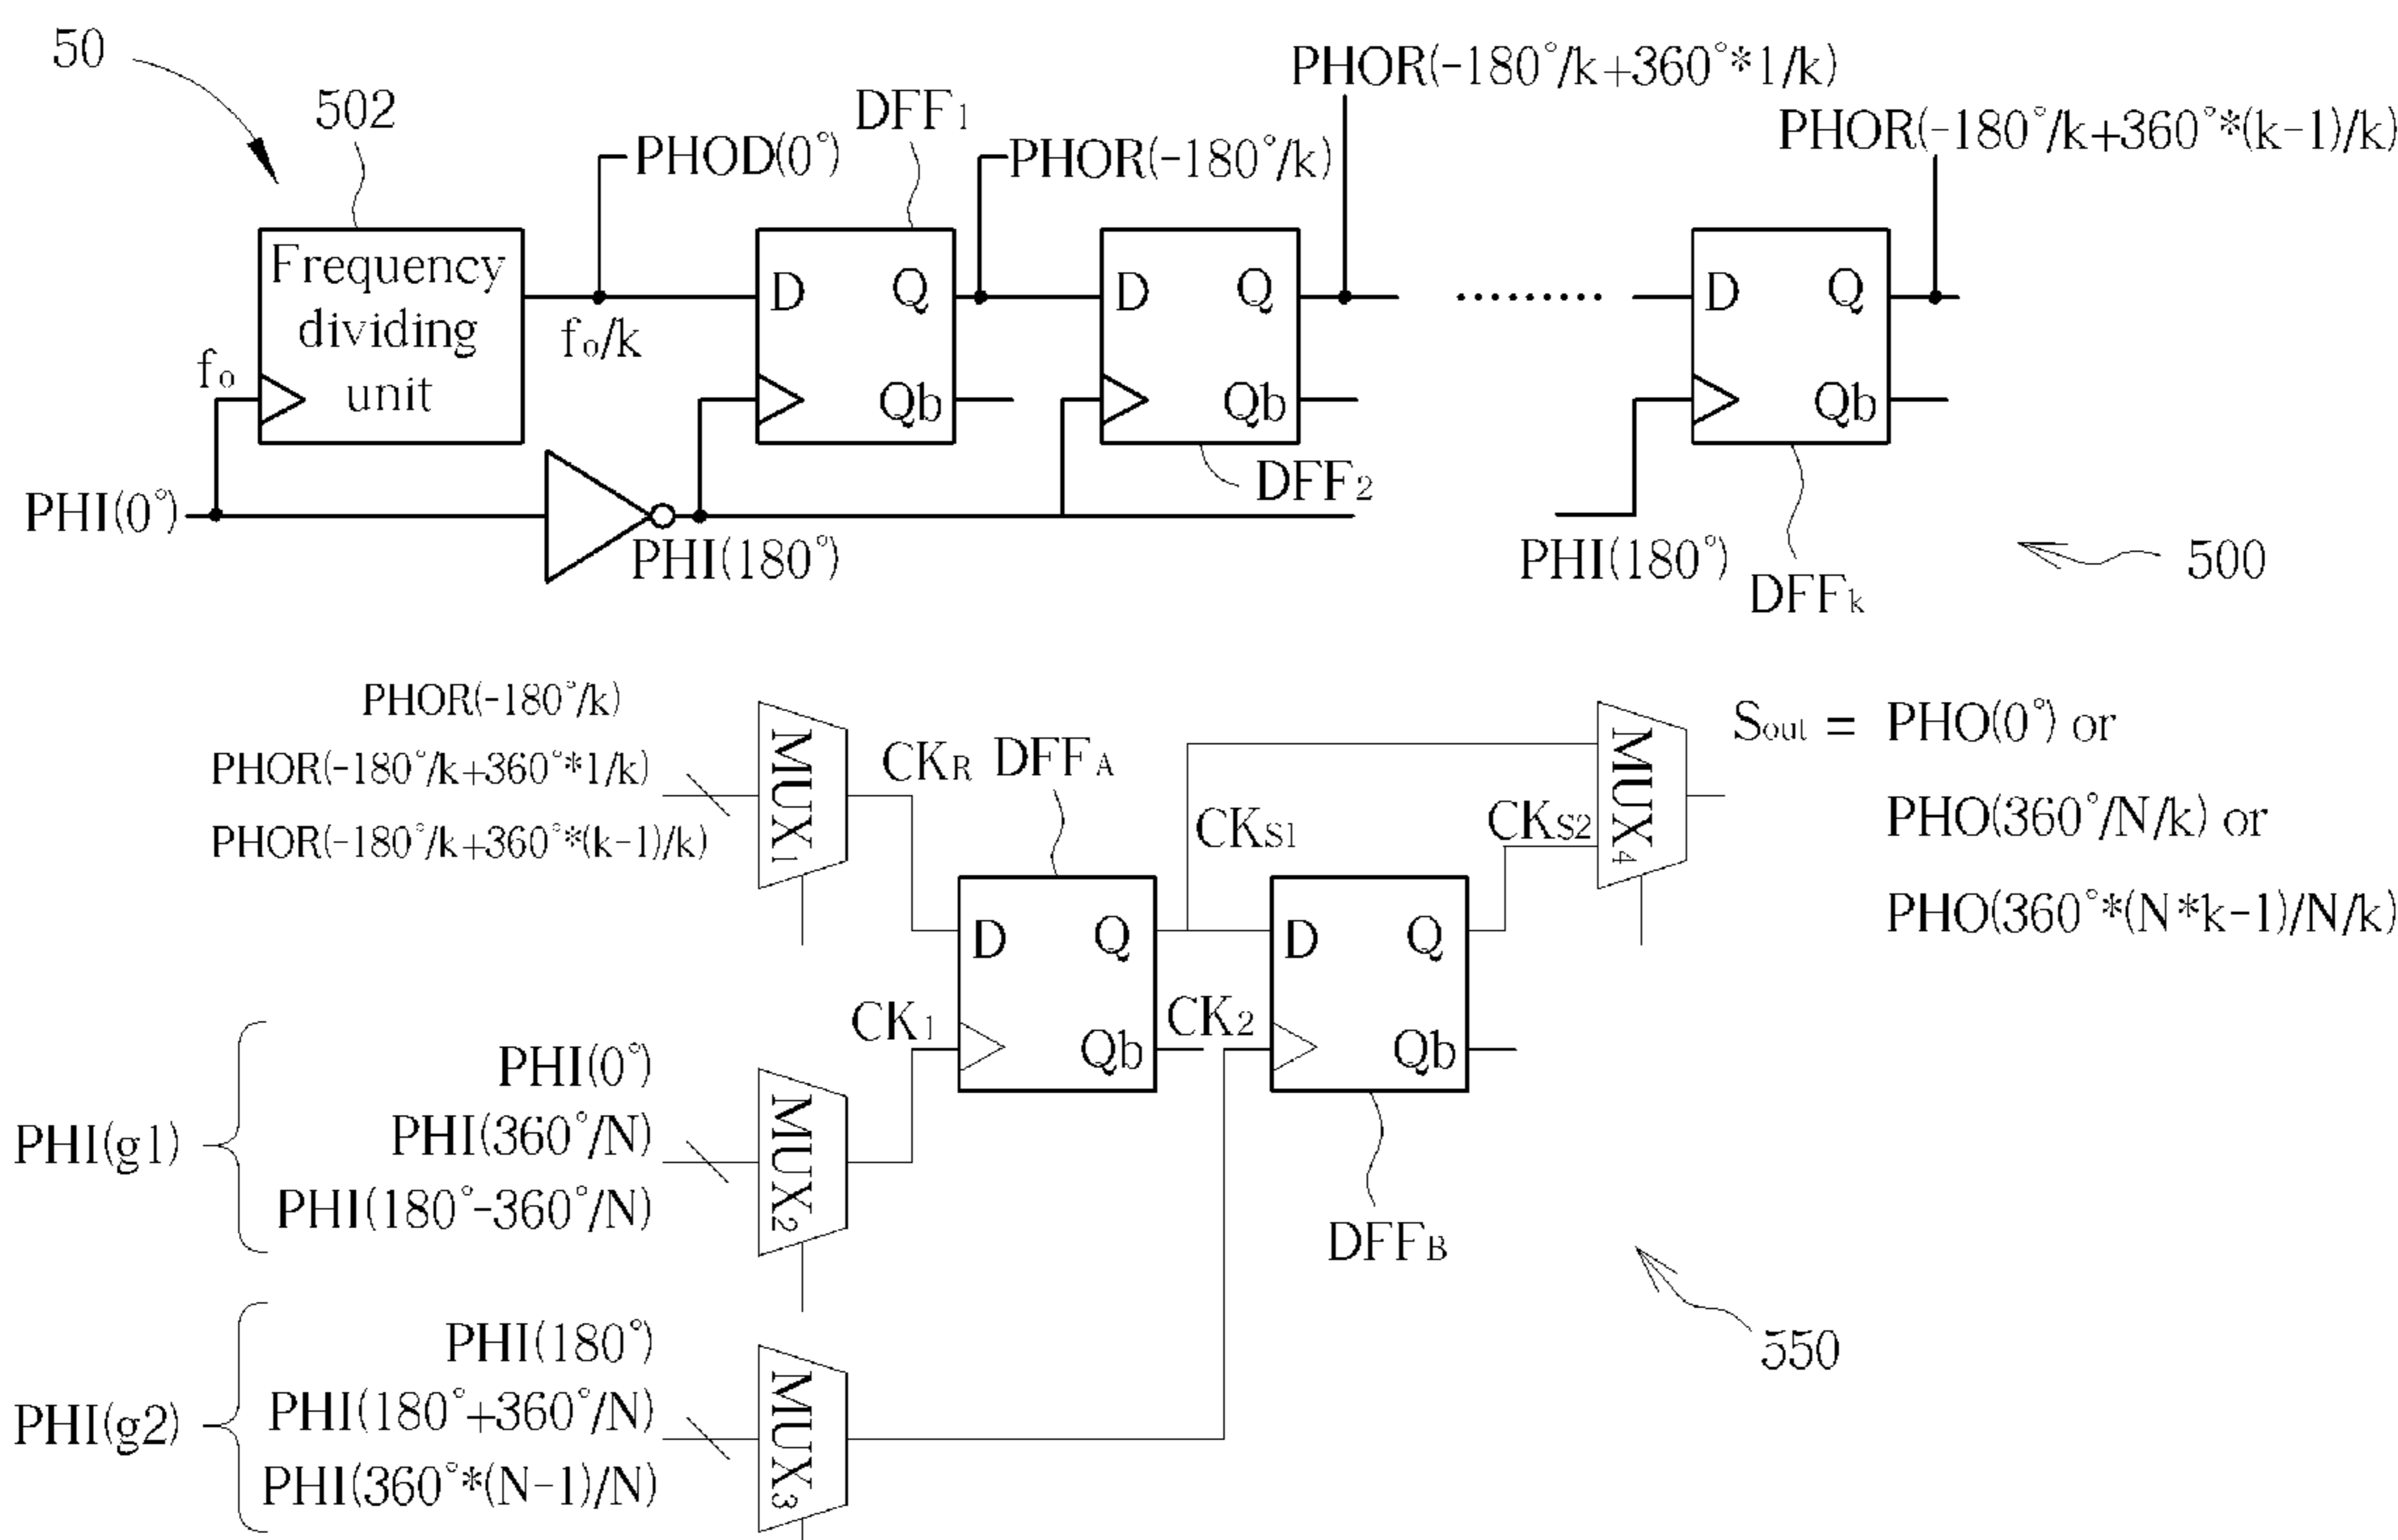 50
502
PHOD(0°)
DFF1
PHOR(-180°/k)
PHOR(-180°/k+360°*1/k)
PHOR(-180°/k+360°*(k-1)/k)
Frequency
dividing
unit
fo
fo/k
D Q
Qb
D Q
Qb
.........
D Q
Qb
DFF2
PHI(0°)
PHI(180°)
PHI(180°)
DFFk
500
PHOR(-180°/k)
PHOR(-180°/k+360°*1/k)
PHOR(-180°/k+360°*(k-1)/k)
MUX1
CKR
DFFA
CKS1
CKS2
MUX4
Sout = PHO(0°) or
PHO(360°/N/k) or
PHO(360°*(N*k-1)/N/k)
D Q
Qb
D Q
Qb
CK1
CK2
PHI(g1)
PHI(0°)
PHI(360°/N)
PHI(180°-360°/N)
MUX2
DFFB
550
PHI(g2)
PHI(180°)
PHI(180°+360°/N)
PHI(360°*(N-1)/N)
MUX3